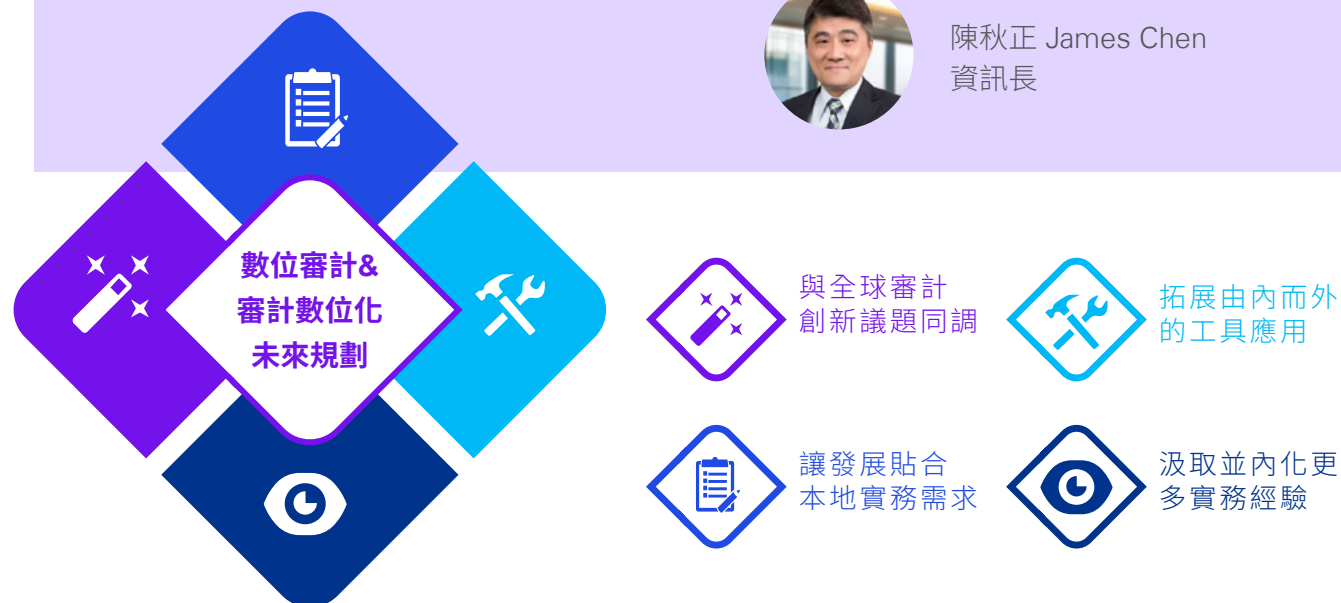 陳秋正 James Chen
資訊長
數位審計&
審計數位化
未來規劃
與全球審計
創新議題同調
拓展由內而外
的工具應用
讓發展貼合
本地實務需求
汲取並內化更
多實務經驗